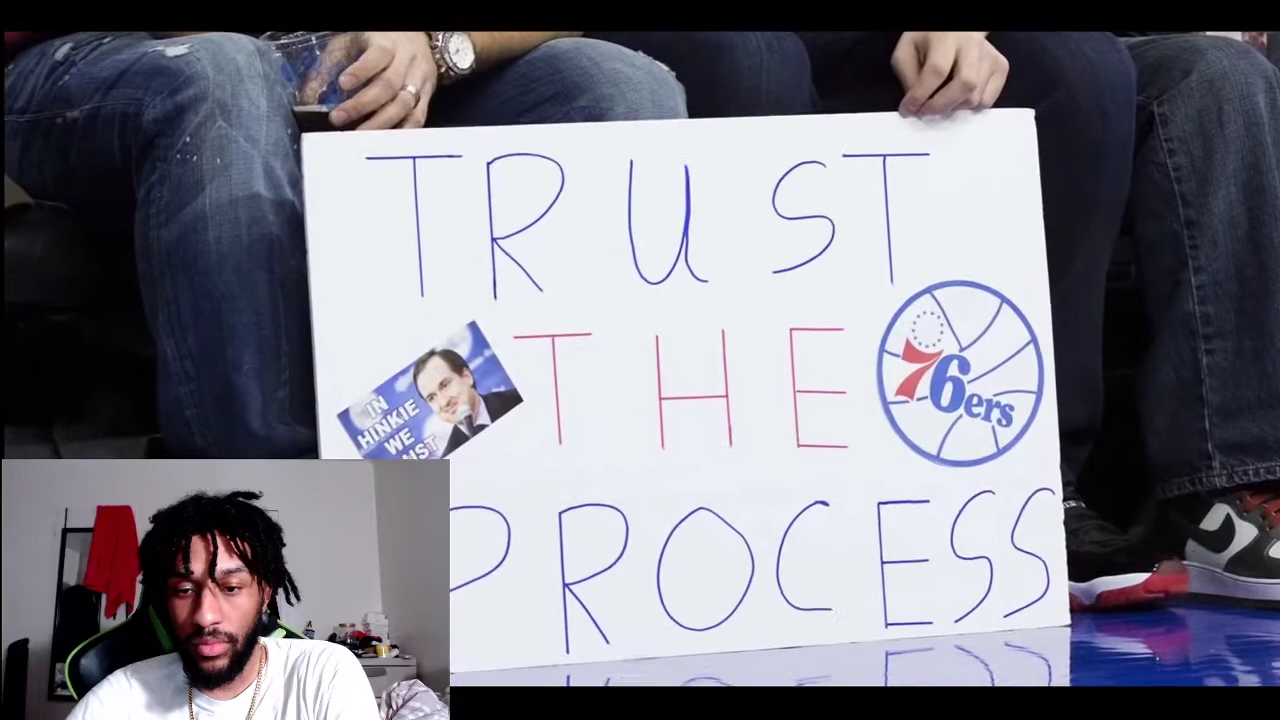 TRUST
THE
PROCESS
IN
HINKIE
WE
76ers